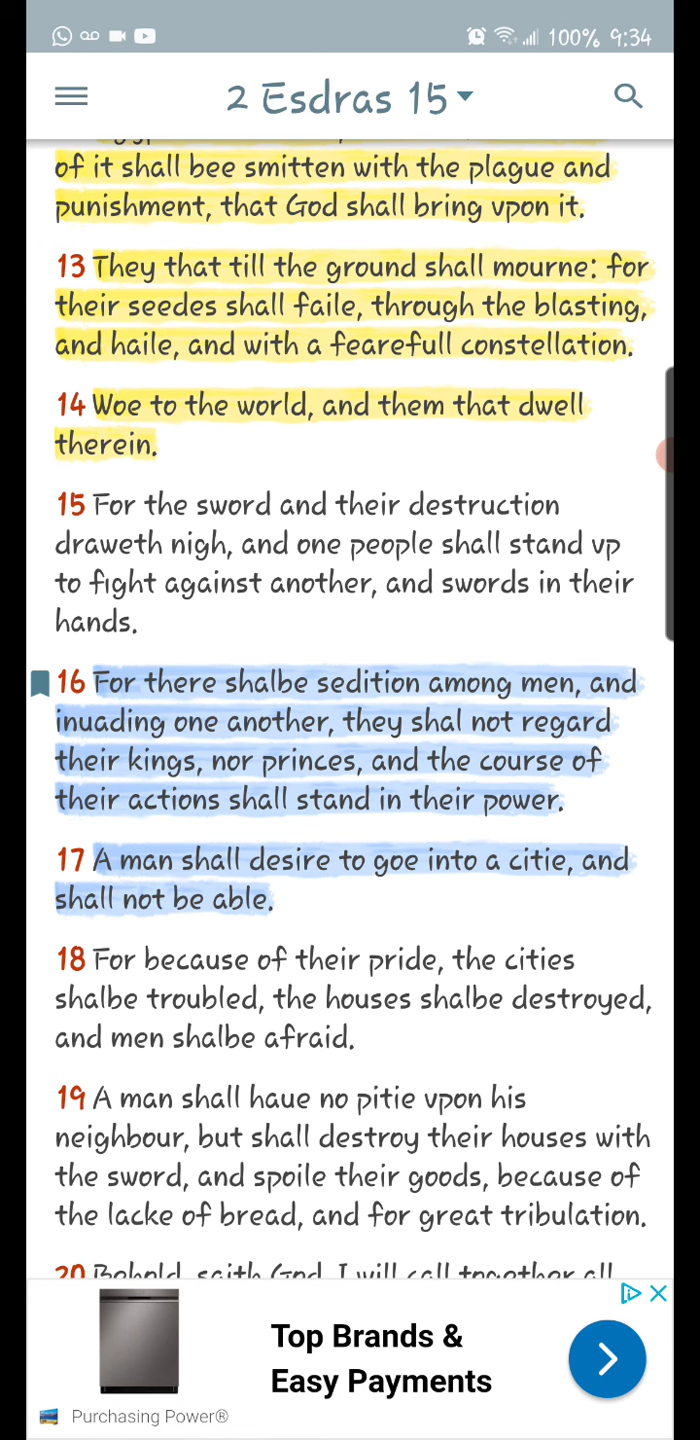 100% 9:34
2 Esdras 15
of it shall bee smitten with the plague and
punishment, that God shall bring vpon it.
13 They that till the ground shall mourne: for
their seedes shall faile, through the blasting,
and haile, and with a fearefull constellation.
14 Woe to the world, and them that dwell
therein.
15 For the sword and their destruction
draweth nigh, and one people shall stand vp
to fight against another, and swords in their
hands.
16 For there shalbe sedition among men, and
inuading one another, they shal not regard
their kings, nor princes, and the course of
their actions shall stand in their power.
17 A man shall desire to goe into a citie, and
shall not be able.
18 For because of their pride, the cities
shalbe troubled, the houses shalbe destroyed,
and men shalbe afraid.
19 A man shall haue no pitie vpon his
neighbour, but shall destroy their houses with
the sword, and spoile their goods, because of
the lacke of bread, and for great tribulation.
20 Behold, saith God, I will call together all
Top Brands &
Easy Payments
Purchasing Power®